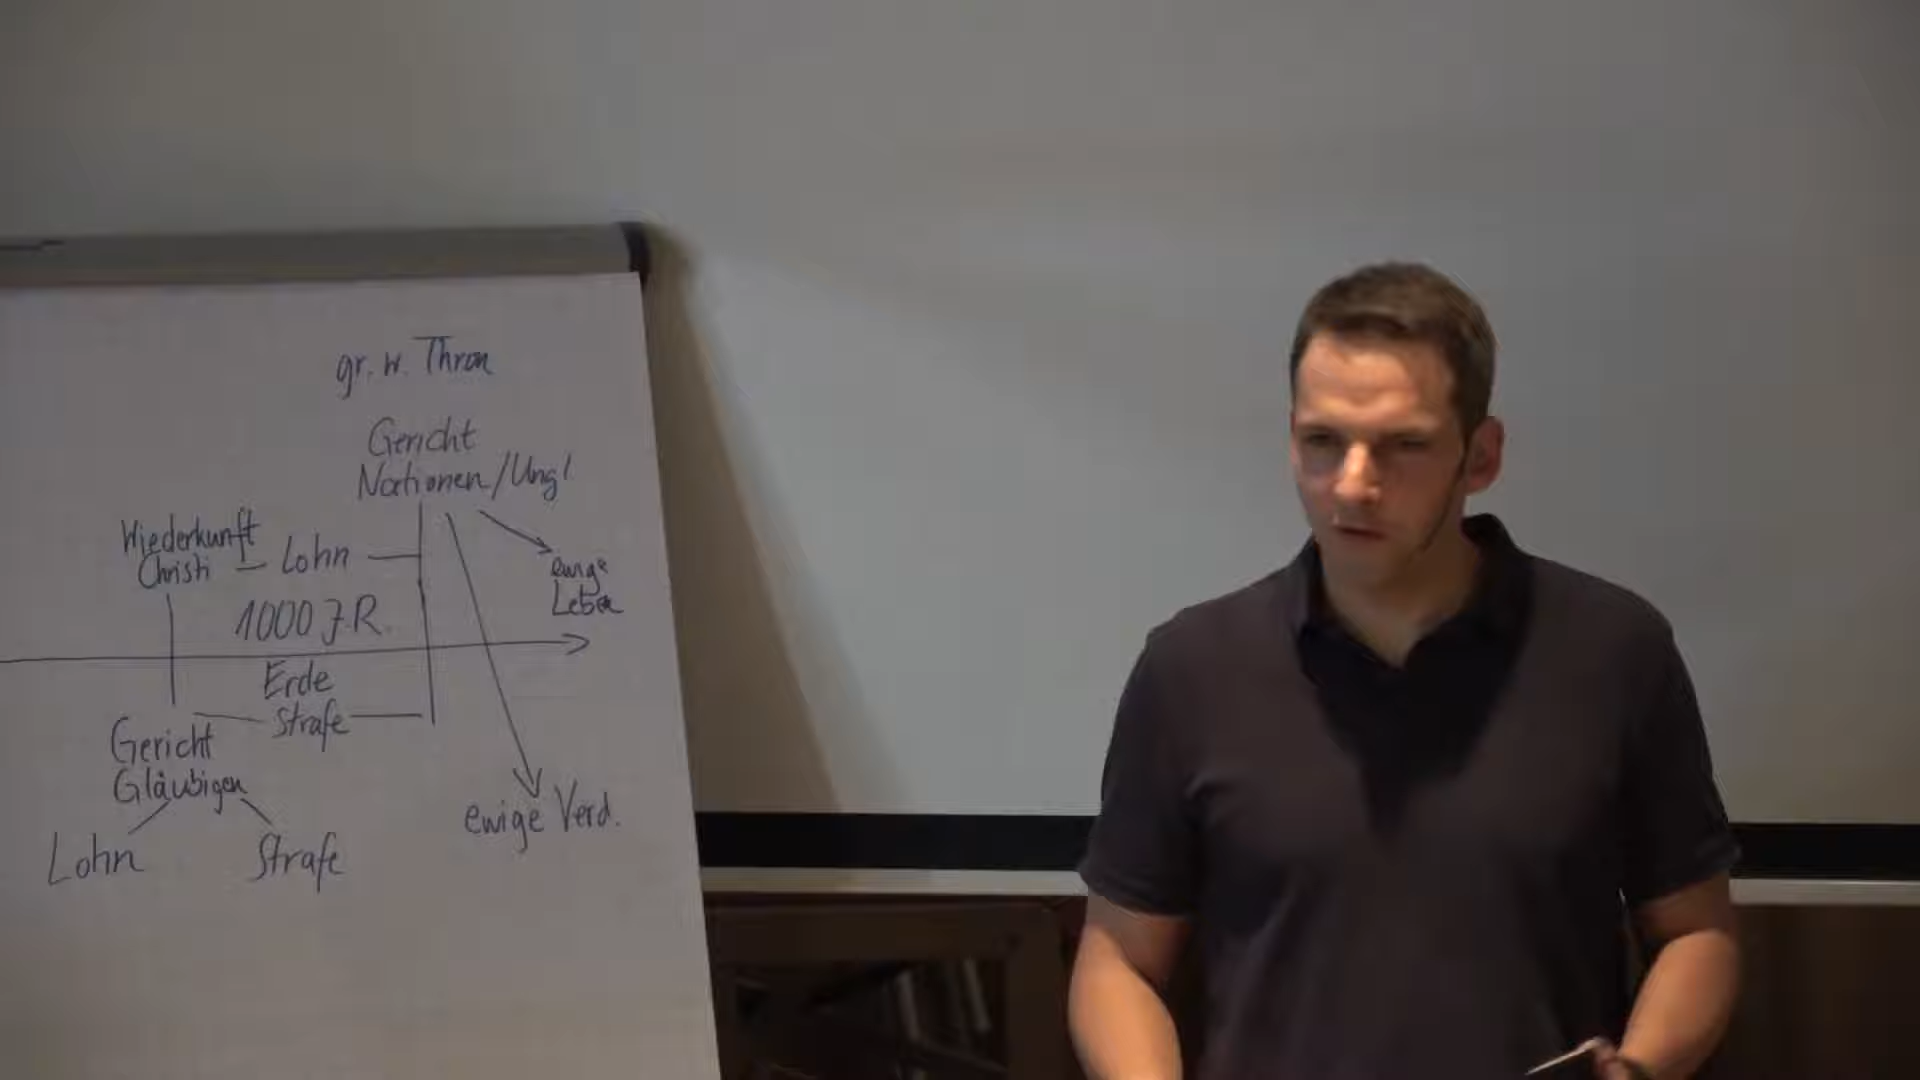 gr. w. Thron
Gericht
Nationen/Ungl.
Wiederkunft
Christi
Lohn
ewige
Leben
1000 J.R.
Erde
Strafe
Gericht
Gläubigen
ewige Verd.
Lohn
Strafe